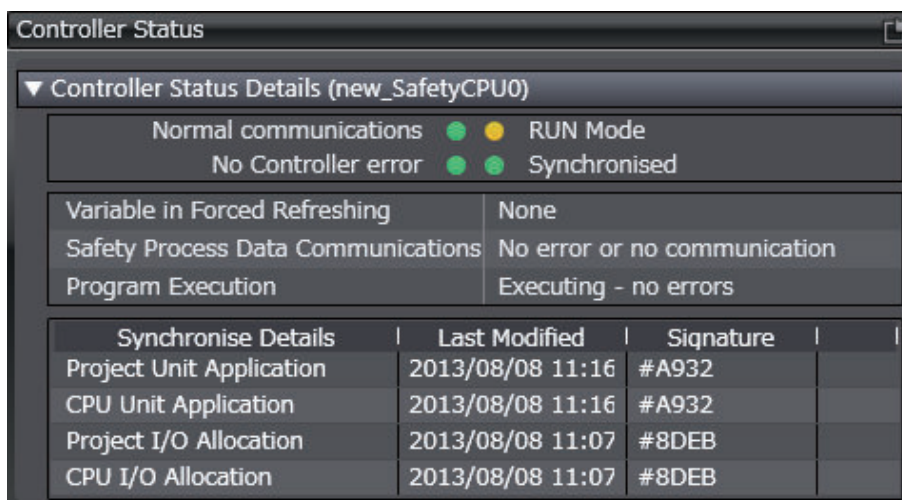 Controller Status
Controller Status Details (new_SafetyCPU0)
Normal communications RUN Mode
No Controller error Synchronised
Variable in Forced Refreshing None
Safety Process Data Communications No error or no communication
Program Execution Executing - no errors
Synchronise Details Last Modified Signature
Project Unit Application 2013/08/08 11:16 #A932
CPU Unit Application 2013/08/08 11:16 #A932
Project I/O Allocation 2013/08/08 11:07 #8DEB
CPU I/O Allocation 2013/08/08 11:07 #8DEB